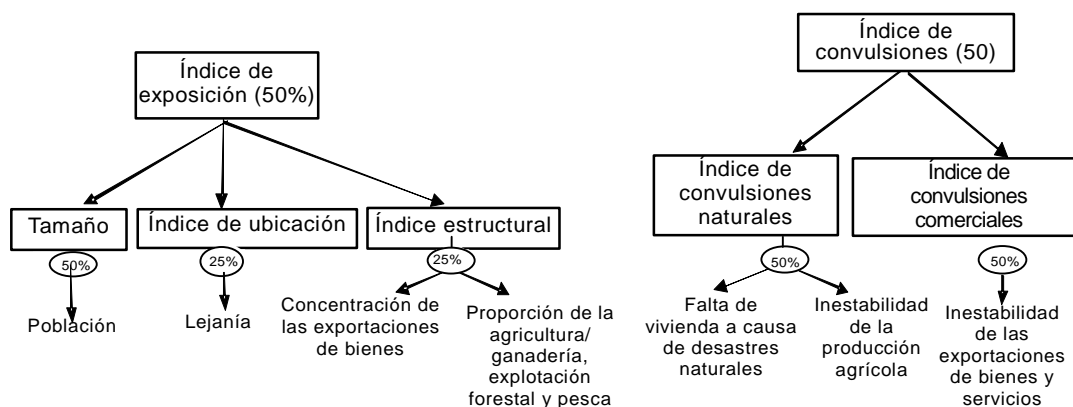 Índice de
exposición (50%)
Tamaño
Índice de ubicación
Índice estructural
50%
25%
25%
Población
Lejanía
Concentración de
las exportaciones
de bienes
Proporción de la
agricultura/
ganadería,
explotación
forestal y pesca
Índice de
convulsiones (50)
Índice de
convulsiones
naturales
Índice de
convulsiones
comerciales
50%
50%
Falta de
vivienda a causa
de desastres
naturales
Inestabilidad
de la
producción
agrícola
Inestabilidad
de las
exportaciones
de bienes y
servicios